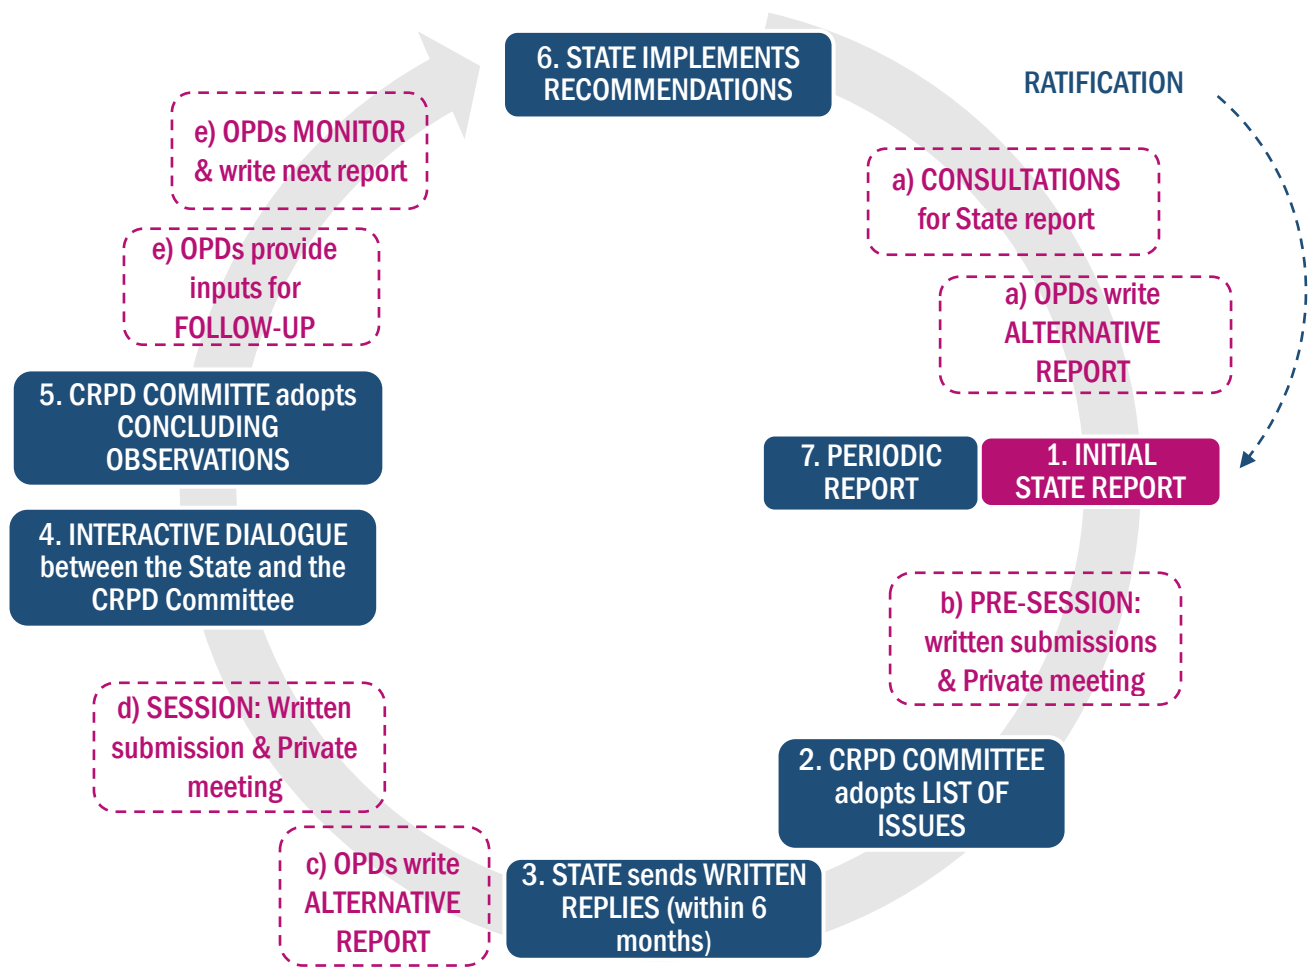 6. STATE IMPLEMENTS
RECOMMENDATIONS
RATIFICATION
a) CONSULTATIONS
for State report
a) OPDs write
ALTERNATIVE
REPORT
7. PERIODIC
REPORT
1. INITIAL
STATE REPORT
b) PRE-SESSION:
written submissions
& Private meeting
2. CRPD COMMITTEE
adopts LIST OF
ISSUES
3. STATE sends WRITTEN
REPLIES (within 6
months)
c) OPDs write
ALTERNATIVE
REPORT
d) SESSION: Written
submission & Private
meeting
4. INTERACTIVE DIALOGUE
between the State and the
CRPD Committee
5. CRPD COMMITTE adopts
CONCLUDING
OBSERVATIONS
e) OPDs provide
inputs for
FOLLOW-UP
e) OPDs MONITOR
& write next report